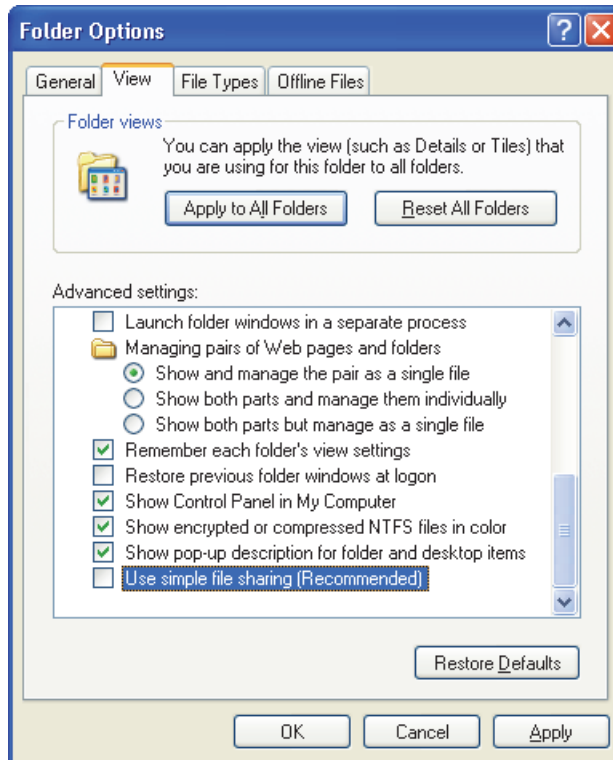 Folder Options
General View File Types Offline Files
Folder views
You can apply the view (such as Details or Tiles) that
you are using for this folder to all folders.
Apply to All Folders Reset All Folders
Advanced settings:
Launch folder windows in a separate process
Managing pairs of Web pages and folders
Show and manage the pair as a single file
Show both parts and manage them individually
Show both parts but manage as a single file
Remember each folder's view settings
Restore previous folder windows at logon
Show Control Panel in My Computer
Show encrypted or compressed NTFS files in color
Show pop-up description for folder and desktop items
Use simple file sharing (Recommended)
Restore Defaults
OK Cancel Apply